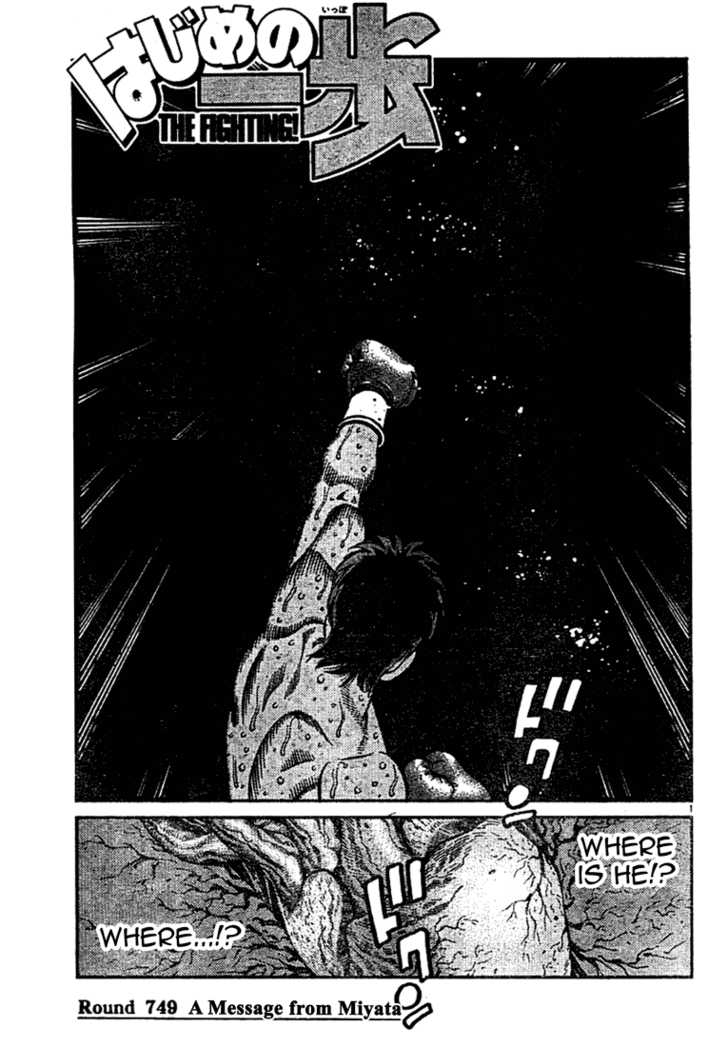 はじめの一歩
いっぽ
THE FIGHTING!
ドクン
1
WHERE
IS HE!?
ドクン
WHERE...!?
Round 749 A Message from Miyata